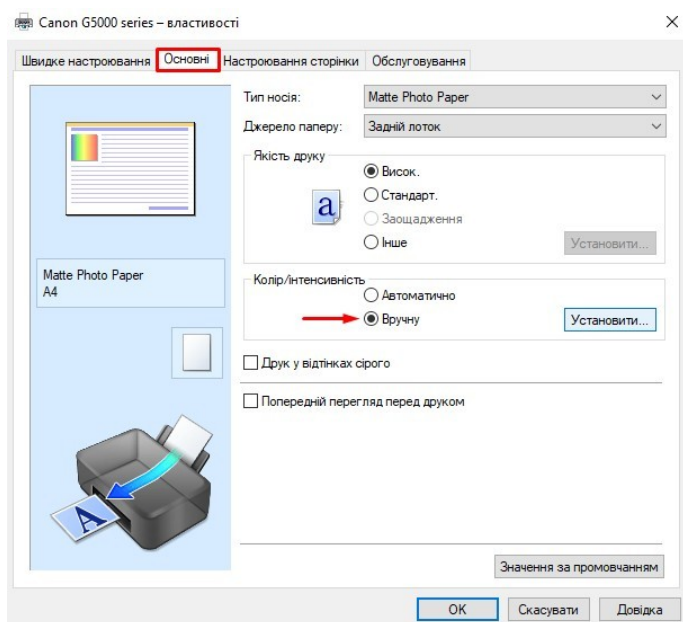 Canon G5000 series – властивості
Швидке настроювання Основні Настроювання сторінки Обслуговування
Тип носія: Matte Photo Paper
Джерело паперу: Задній лоток
Якість друку
Висок.
Стандарт.
Заощадження
Інше Установити...
Matte Photo Paper
A4
Колір/інтенсивність
Автоматично
Вручну Установити...
Друк у відтінках сірого
Попередній перегляд перед друком
Значення за промовчанням
OK Скасувати Довідка
a
A